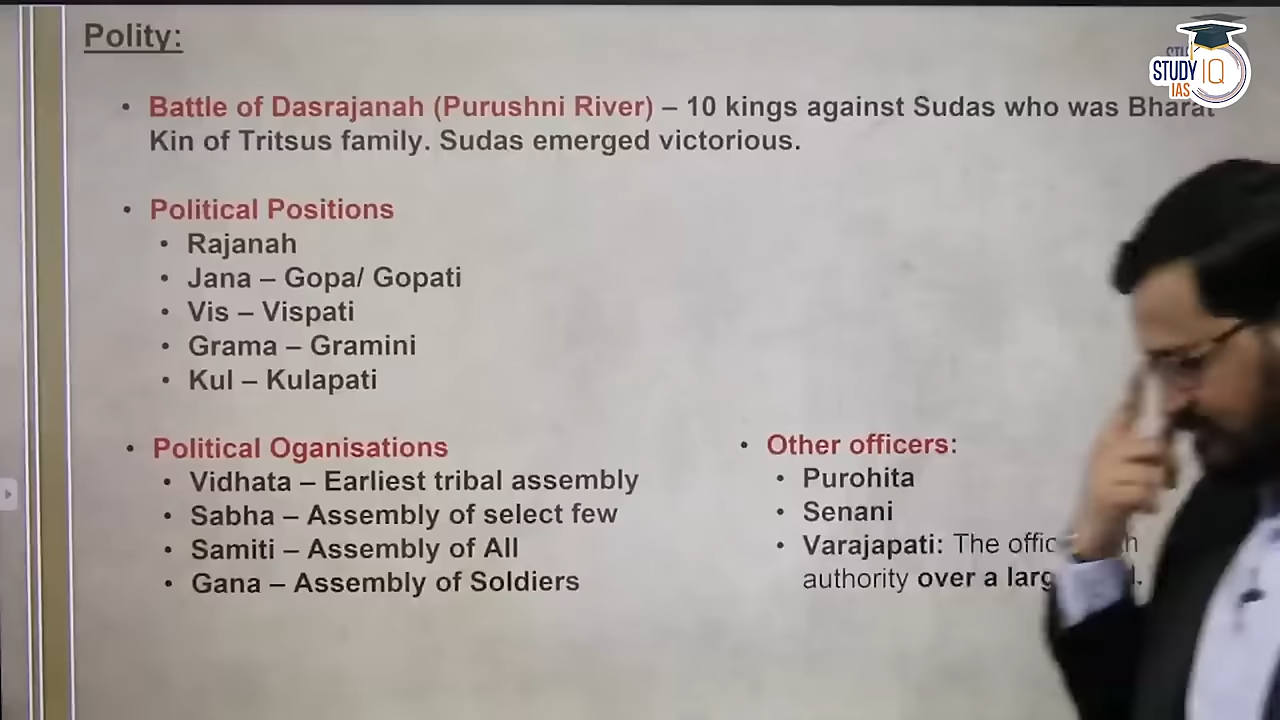 Polity:
STUDY IQ
IAS
• Battle of Dasrajanah (Purushni River) – 10 kings against Sudas who was Bharat
Kin of Tritsus family. Sudas emerged victorious.
• Political Positions
• Rajanah
• Jana – Gopa/ Gopati
• Vis – Vispati
• Grama – Gramini
• Kul – Kulapati
• Political Oganisations
• Vidhata – Earliest tribal assembly
• Sabha – Assembly of select few
• Samiti – Assembly of All
• Gana – Assembly of Soldiers
• Other officers:
• Purohita
• Senani
• Varajapati: The
authority over a